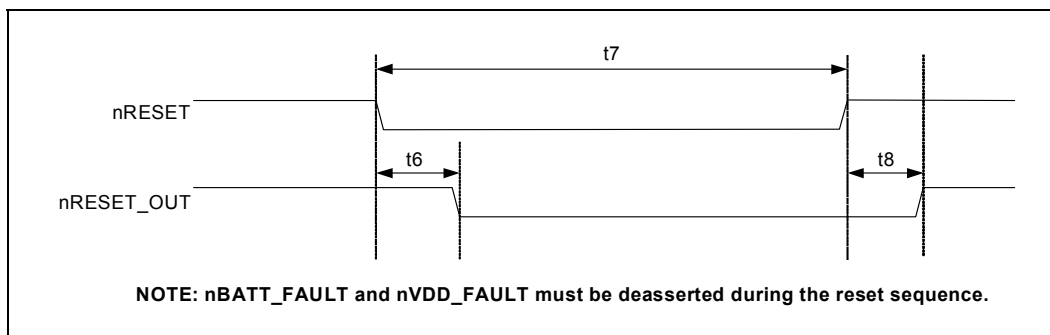 t7
nRESET
t6
t8
nRESET_OUT
NOTE: nBATT_FAULT and nVDD_FAULT must be deasserted during the reset sequence.